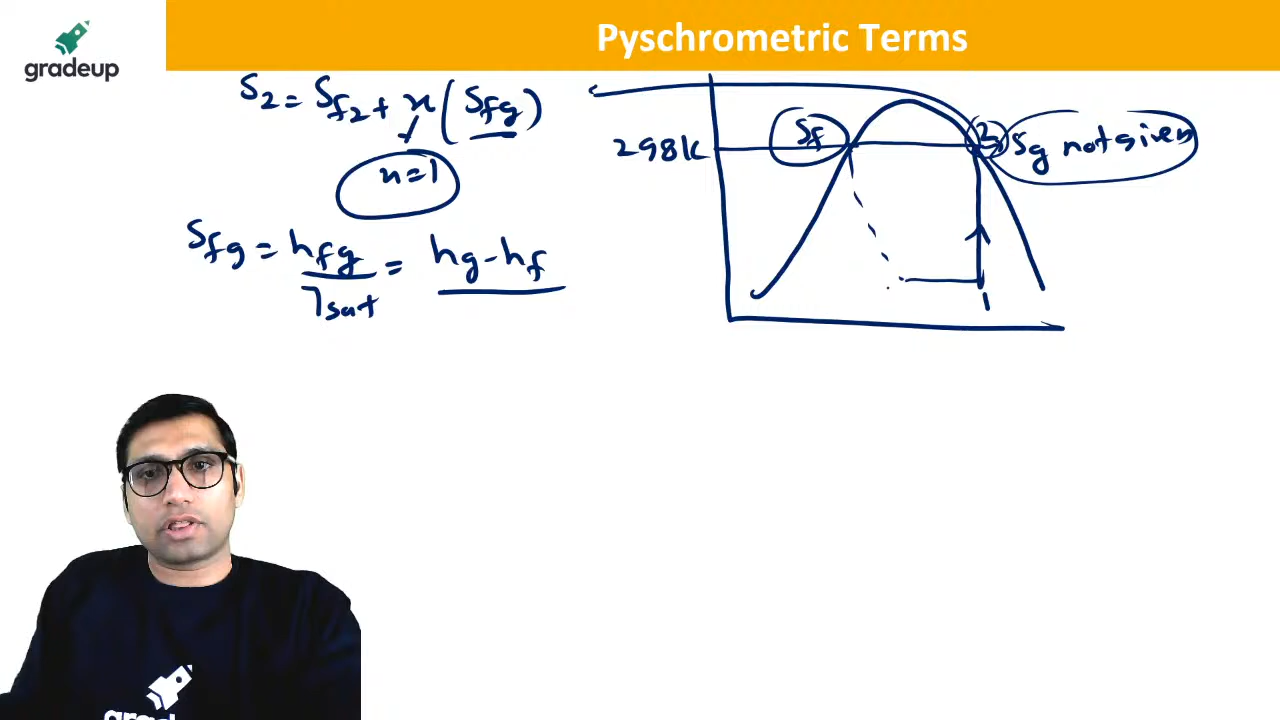 gradeup
Pyschrometric Terms
S2 = Sf2 + x (Sfg)
x=1
Sfg = hfg / Tsat = hg - hf
298K
Sf
2
Sg not given
1